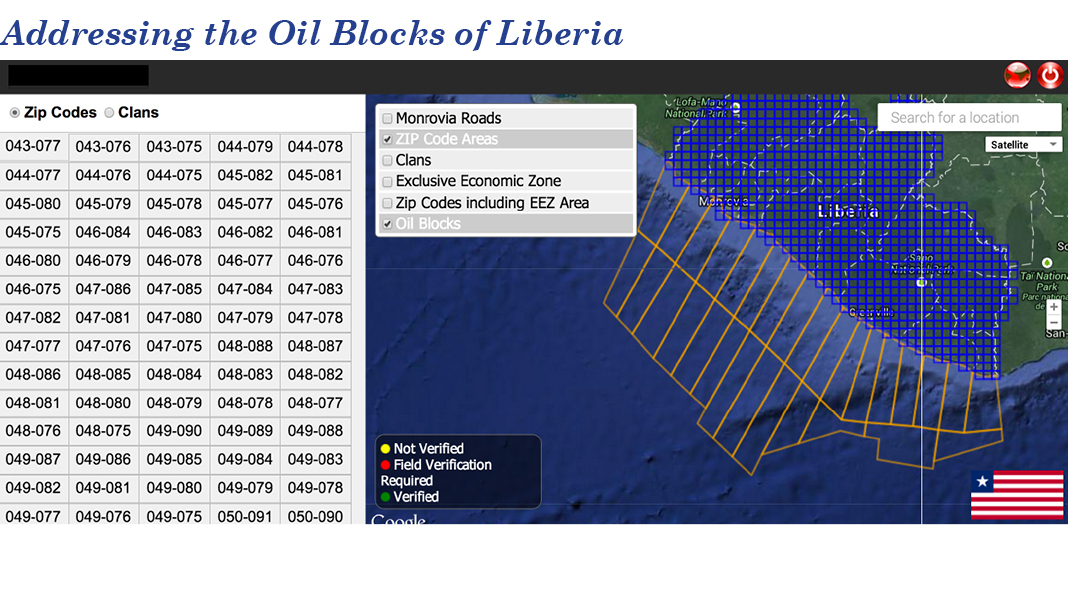 Addressing the Oil Blocks of Liberia
Zip Codes Clans
043-077 043-076 043-075 044-079 044-078
044-077 044-076 044-075 045-082 045-081
045-080 045-079 045-078 045-077 045-076
045-075 046-084 046-083 046-082 046-081
046-080 046-079 046-078 046-077 046-076
046-075 047-086 047-085 047-084 047-083
047-082 047-081 047-080 047-079 047-078
047-077 047-076 047-075 048-088 048-087
048-086 048-085 048-084 048-083 048-082
048-081 048-080 048-079 048-078 048-077
048-076 048-075 049-090 049-089 049-088
049-087 049-086 049-085 049-084 049-083
049-082 049-081 049-080 049-079 049-078
049-077 049-076 049-075 050-091 050-090
Monrovia Roads
ZIP Code Areas
Clans
Exclusive Economic Zone
Zip Codes including EEZ Area
Oil Blocks
Lofa-Mano
National Park
Search for a location
Satellite
Monrovia
Liberia
Sapo
National Park
Greenville
Taï National
Park
Parc national
de
San-
Not Verified
Field Verification
Required
Verified
Google